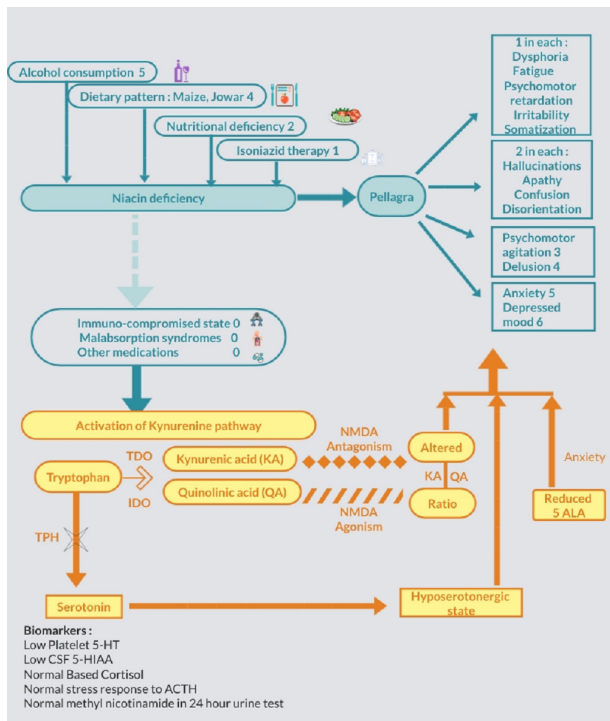 Alcohol consumption 5
Dietary pattern : Maize, Jowar 4
Nutritional deficiency 2
Isoniazid therapy 1
Niacin deficiency
Pellagra
1 in each :
Dysphoria
Fatigue
Psychomotor
retardation
Irritability
Somatization
2 in each :
Hallucinations
Apathy
Confusion
Disorientation
Psychomotor
agitation 3
Delusion 4
Anxiety 5
Depressed
mood 6
Immuno-compromised state 0
Malabsorption syndromes 0
Other medications 0
Activation of Kynurenine pathway
Tryptophan
TDO
IDO
Kynurenic acid (KA)
Quinolinic acid (QA)
NMDA
Antagonism
NMDA
Agonism
Altered
KA QA
Ratio
Anxiety
Reduced
5 ALA
TPH
Serotonin
Hyposerotonergic
state
Biomarkers :
Low Platelet 5-HT
Low CSF 5-HIAA
Normal Based Cortisol
Normal stress response to ACTH
Normal methyl nicotinamide in 24 hour urine test